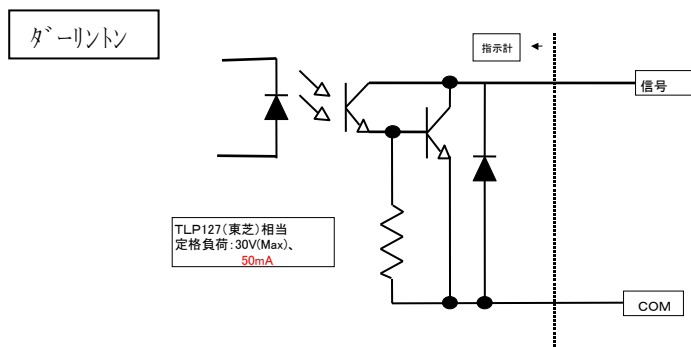 ﾀﾞｰﾘﾝﾄﾝ
指示計
信号
TLP127(東芝)相当
定格負荷:30V(Max)、
50mA
COM